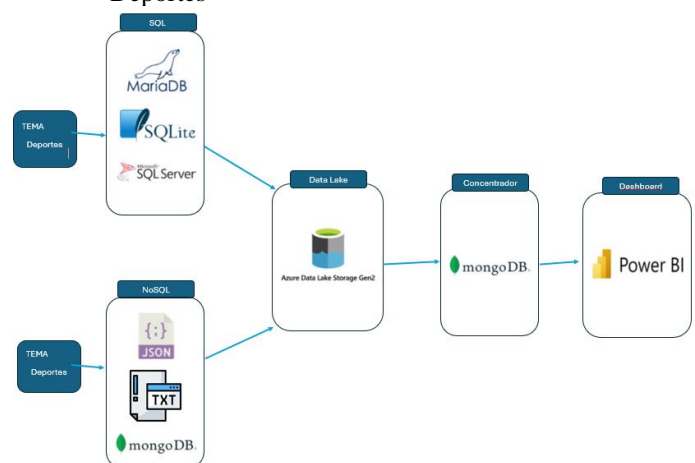 Deportes
SQL
MariaDB
TEMA
Deportes
SQLite
Microsoft
SQL Server
Data Lake
Azure Data Lake Storage Gen2
Concentrador
mongoDB.
Dashboard
Power BI
NoSQL
{;}
JSON
TEMA
Deportes
TXT
mongoDB.